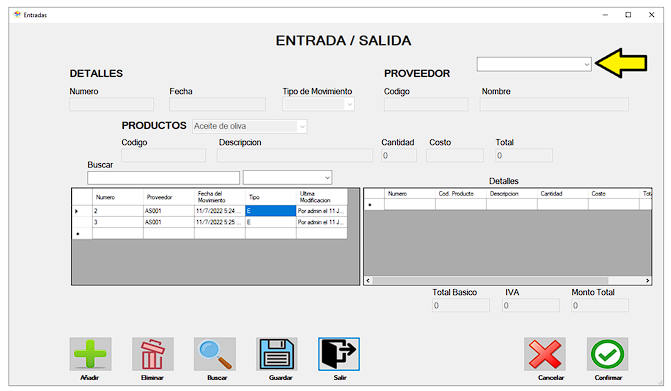 Entradas
ENTRADA / SALIDA
DETALLES
PROVEEDOR
Numero Fecha Tipo de Movimiento Codigo Nombre
PRODUCTOS Aceite de oliva
Codigo Descripcion Cantidad Costo Total
0 0
Buscar
Detalles
Numero Proveedor Fecha del Movimiento Tipo Ultima Modificacion
2 AS001 11/7/2022 5:24 ... E Por admin el 11 J...
3 AS001 11/7/2022 5:25 ... E Por admin el 11 J...
Numero Cod. Producto Descripcion Cantidad Costo Tota
Total Basico IVA Monto Total
0 0 0
Añadir Eliminar Buscar Guardar Salir Cancelar Confirmar